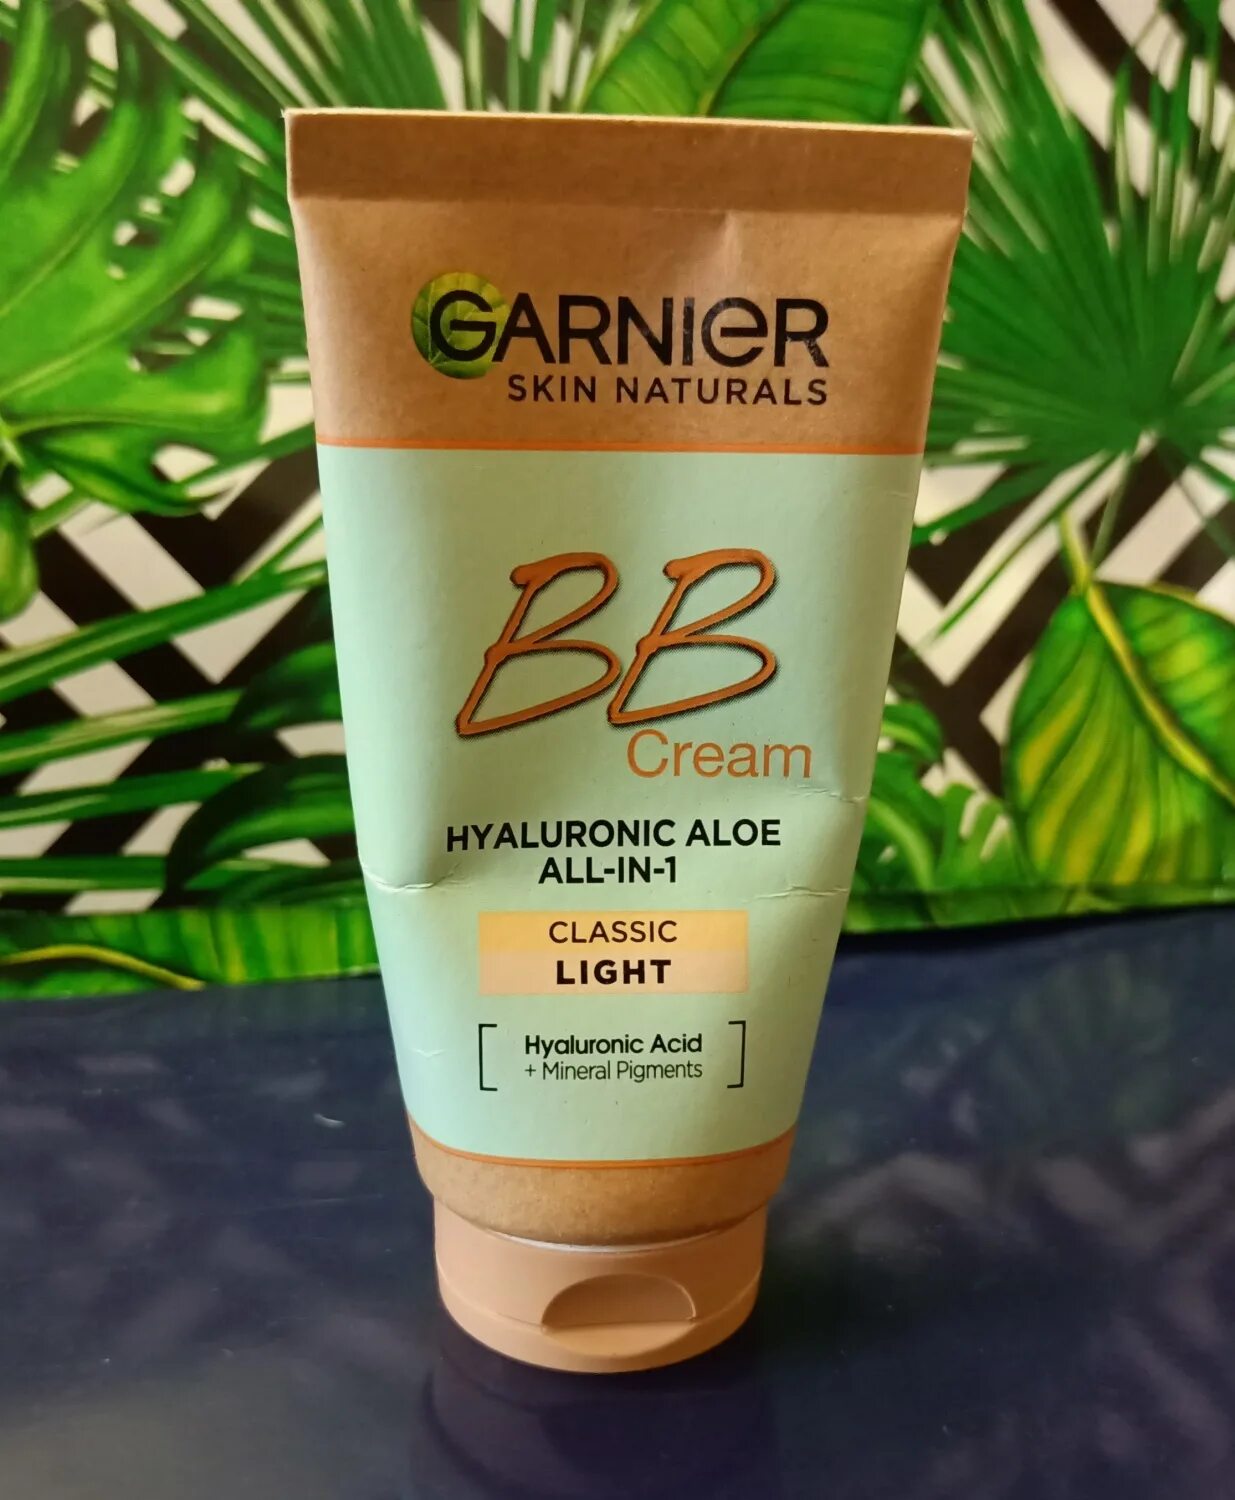 GARNIER
SKIN NATURALS
BB
Cream
HYALURONIC ALOE
ALL-IN-1
CLASSIC
LIGHT
Hyaluronic Acid
+ Mineral Pigments